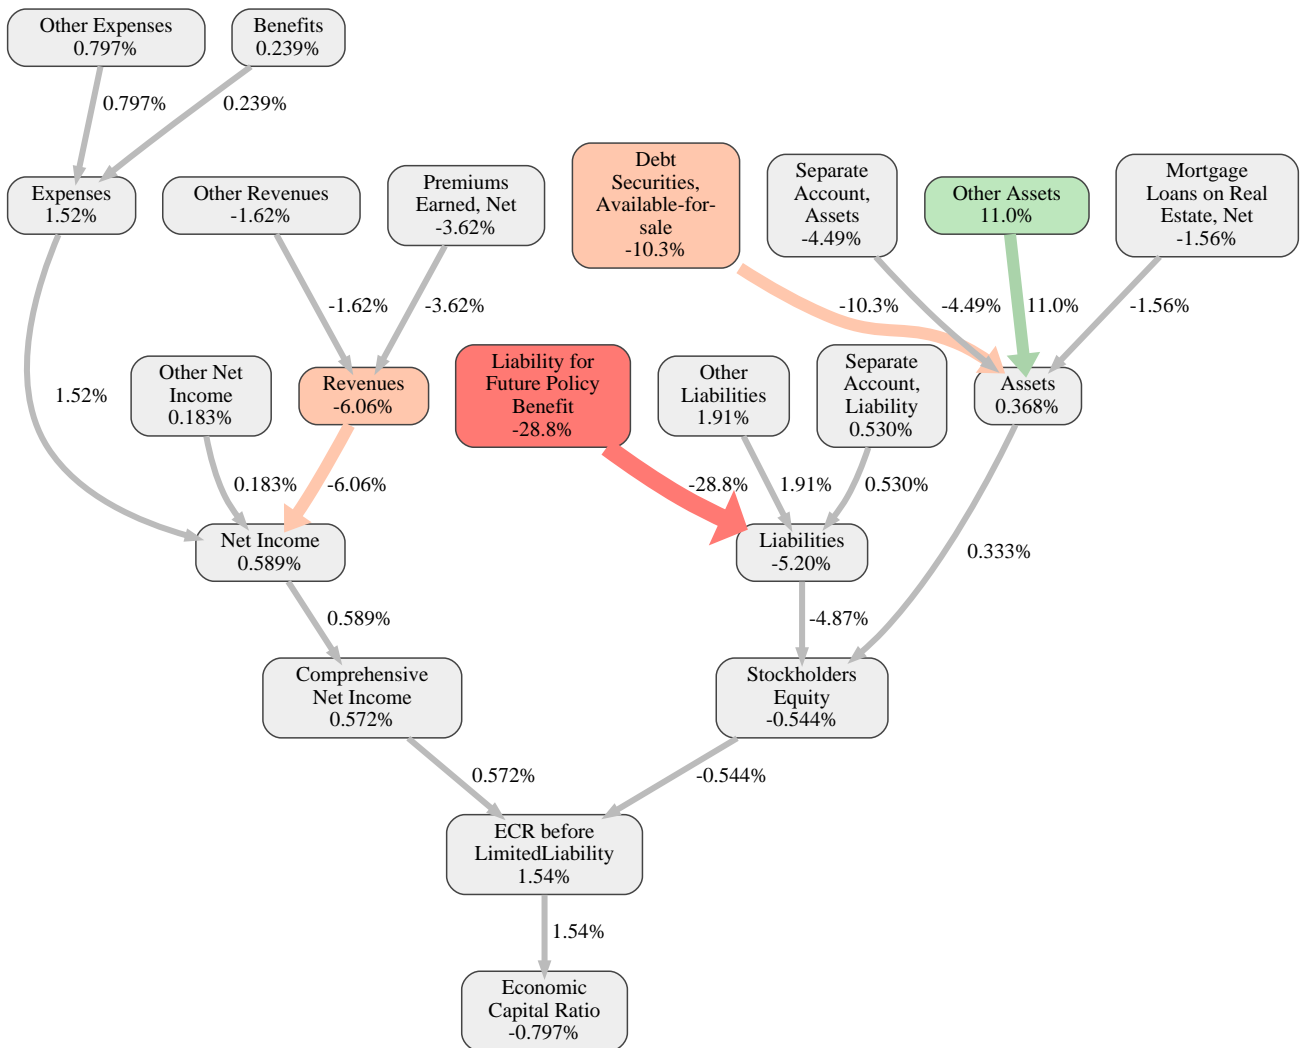 Other Expenses
0.797%
Benefits
0.239%
0.797%
0.239%
Expenses
1.52%
Other Revenues
-1.62%
Premiums
Earned, Net
-3.62%
Debt
Securities,
Available-for-
sale
-10.3%
Separate
Account,
Assets
-4.49%
Other Assets
11.0%
Mortgage
Loans on Real
Estate, Net
-1.56%
-1.62%
-3.62%
-10.3%
-4.49%
11.0%
-1.56%
1.52%
Other Net
Income
0.183%
Revenues
-6.06%
Liability for
Future Policy
Benefit
-28.8%
Other
Liabilities
1.91%
Separate
Account,
Liability
0.530%
Assets
0.368%
0.183%
-6.06%
-28.8%
1.91%
0.530%
0.333%
Net Income
0.589%
Liabilities
-5.20%
0.589%
-4.87%
Comprehensive
Net Income
0.572%
Stockholders
Equity
-0.544%
0.572%
-0.544%
ECR before
LimitedLiability
1.54%
1.54%
Economic
Capital Ratio
-0.797%